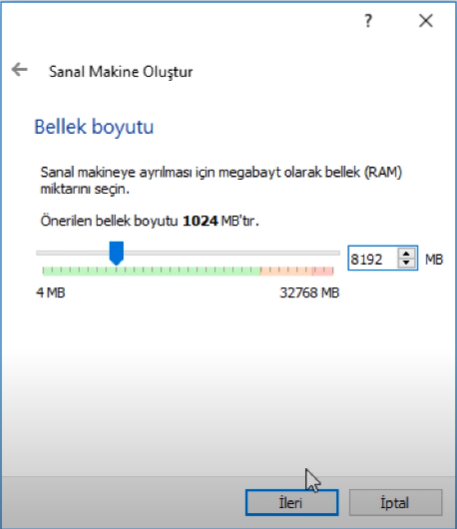 ?
Sanal Makine Oluştur
Bellek boyutu
Sanal makineye ayrılması için megabayt olarak bellek (RAM)
miktarını seçin.
Önerilen bellek boyutu 1024 MB'tır.
8192 MB
4 MB 32768 MB
İleri İptal